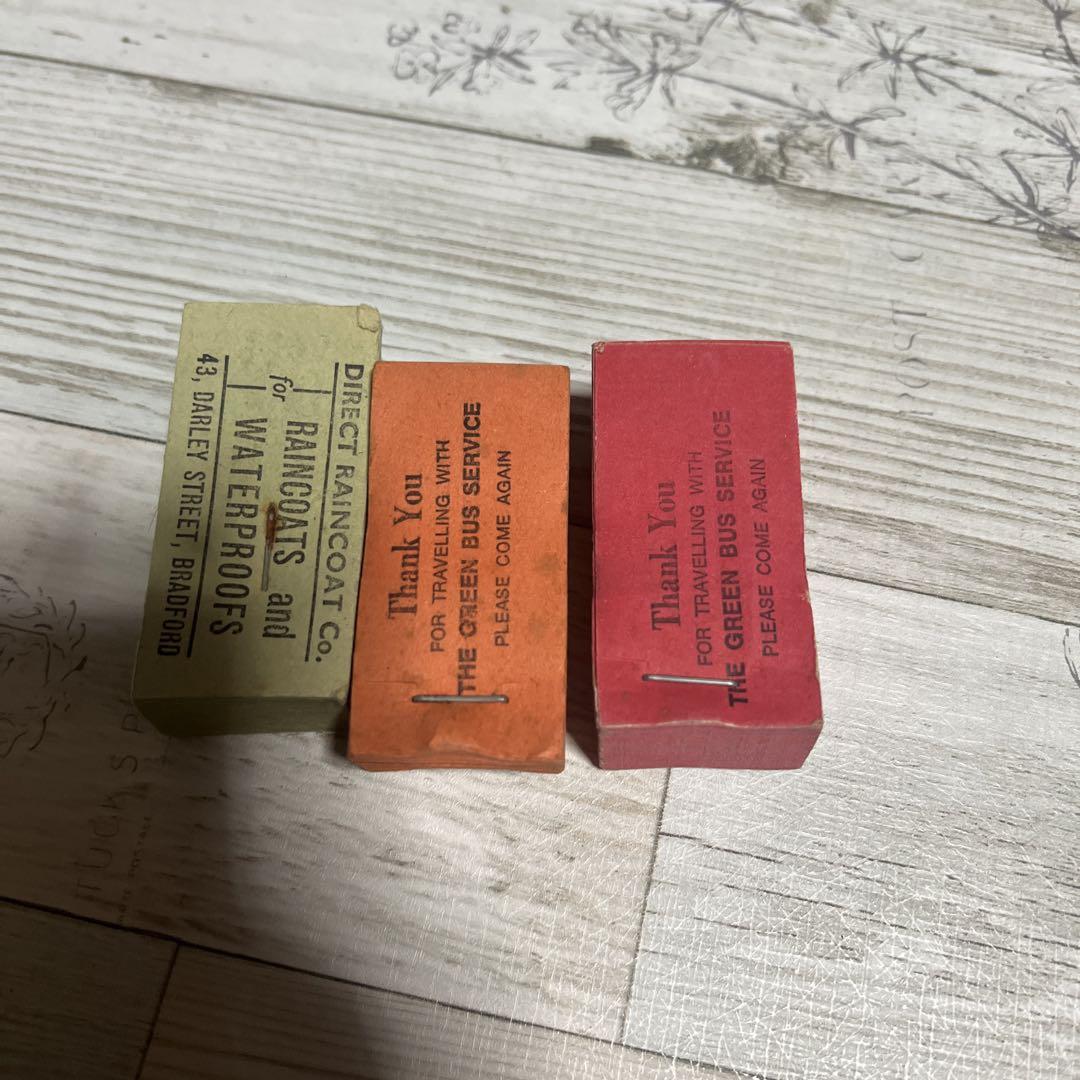 DIRECT RAINCOAT Co.
for RAINCOATS and
WATERPROOFS
43, DARLEY STREET, BRADFORD
Thank You
FOR TRAVELLING WITH
THE GREEN BUS SERVICE
PLEASE COME AGAIN
Thank You
FOR TRAVELLING WITH
THE GREEN BUS SERVICE
PLEASE COME AGAIN